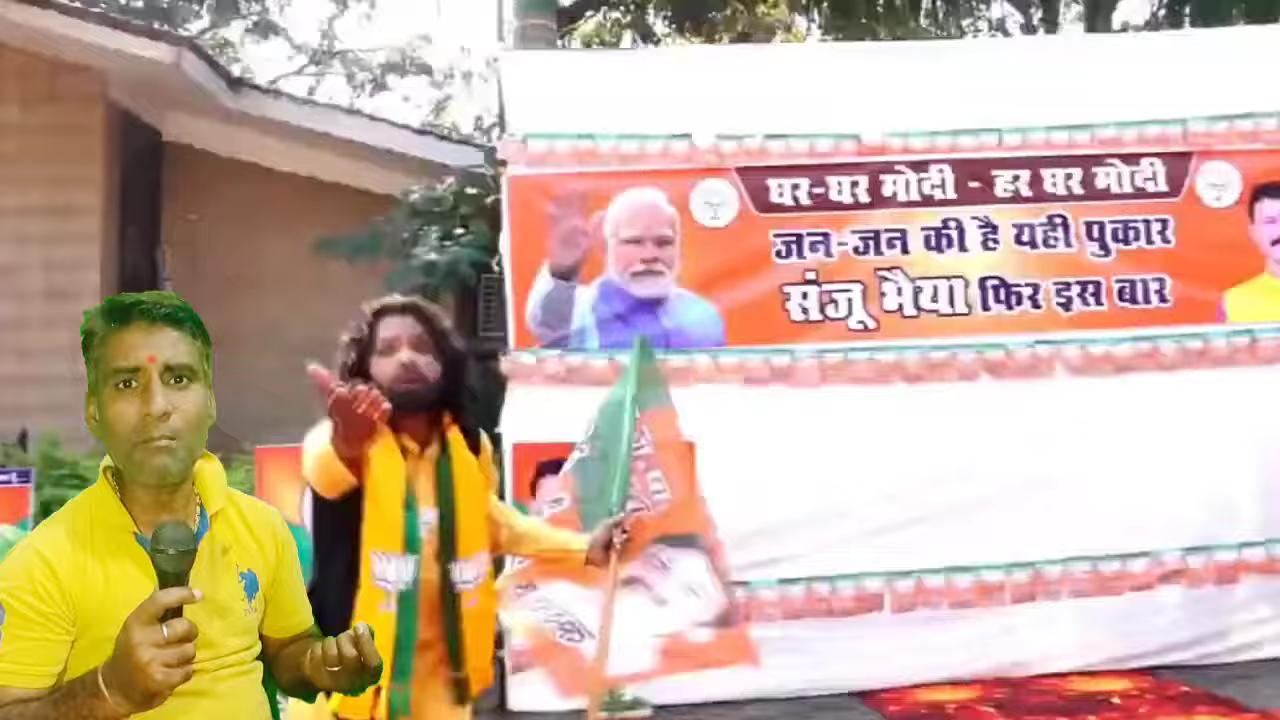 घर-घर मोदी - हर घर मोदी
जन-जन की है यही पुकार
संजू भैया फिर इस बार